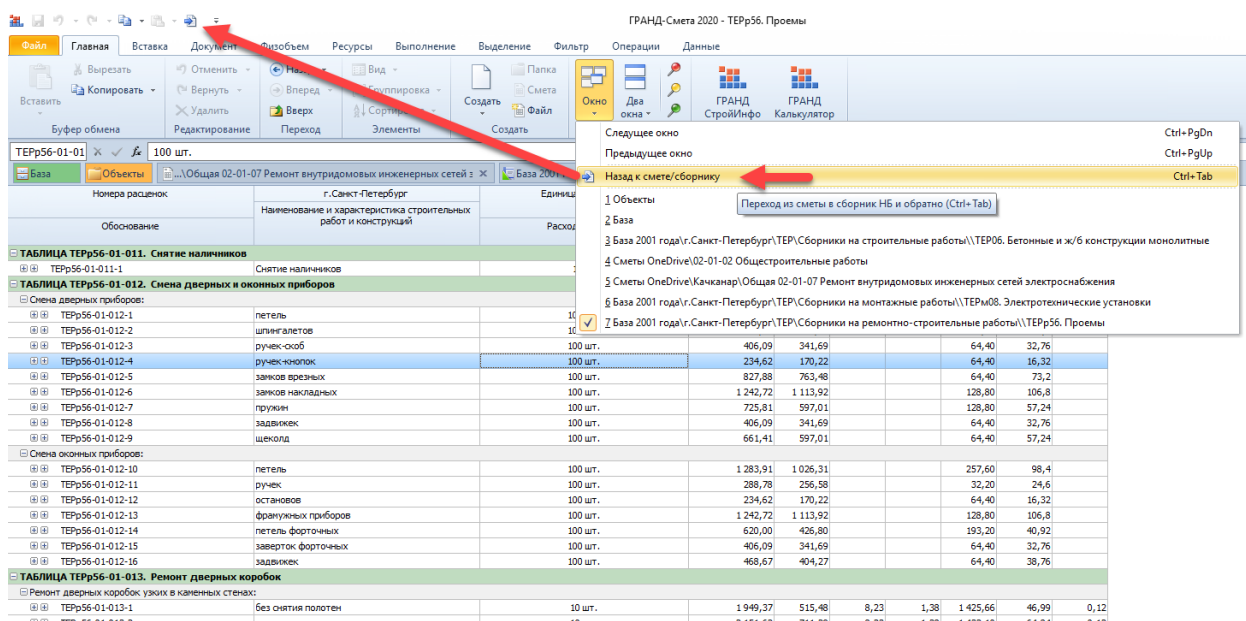 ГРАНД-Смета 2020 - ТЕРр56. Проемы
Файл Главная Вставка Документ Физобъем Ресурсы Выполнение Выделение Фильтр Операции Данные
Вставить
Вырезать
Копировать
Буфер обмена
Отменить
Вернуть
Удалить
Редактирование
Вперед
Вверх
Переход
Вид
Элементы
Создать
Папка
Смета
Файл
Создать
Окно
Два окна
ГРАНД СтройИнфо
ГРАНД Калькулятор
ТЕРр56-01-01 fx 100 шт.
База Объекты ...\Общая 02-01-07 Ремонт внутридомовых инженерных сетей База 200
Следущее окно Ctrl+PgDn
Предыдущее окно Ctrl+PgUp
Назад к смете/сборнику Ctrl+Tab
Переход из сметы в сборник НБ и обратно (Ctrl+Tab)
1 Объекты
2 База
3 База 2001 года\г.Санкт-Петербург\ТЕР\Сборники на строительные работы\\ТЕР06. Бетонные и ж/б конструкции монолитные
4 Сметы OneDrive\02-01-02 Общестроительные работы
5 Сметы OneDrive\Качканар\Общая 02-01-07 Ремонт внутридомовых инженерных сетей электроснабжения
6 База 2001 года\г.Санкт-Петербург\ТЕР\Сборники на монтажные работы\\ТЕРм08. Электротехнические установки
7 База 2001 года\г.Санкт-Петербург\ТЕР\Сборники на ремонтно-строительные работы\\ТЕРр56. Проемы
Номера расценок г.Санкт-Петербург
Обоснование Наименование и характеристика строительных работ и конструкций
ТАБЛИЦА ТЕРр56-01-011. Снятие наличников
ТЕРр56-01-011-1 Снятие наличников
ТАБЛИЦА ТЕРр56-01-012. Смена дверных и оконных приборов
Смена дверных приборов:
ТЕРр56-01-012-1 петель
ТЕРр56-01-012-2 шпингалетов
ТЕРр56-01-012-3 ручек-скоб 100 шт. 406,09 341,69 64,40 32,76
ТЕРр56-01-012-4 ручек-кнопок 100 шт. 234,62 170,22 64,40 16,32
ТЕРр56-01-012-5 замков врезных 100 шт. 827,88 763,48 64,40 73,2
ТЕРр56-01-012-6 замков накладных 100 шт. 1 242,72 1 113,92 128,80 106,8
ТЕРр56-01-012-7 пружин 100 шт. 725,81 597,01 128,80 57,24
ТЕРр56-01-012-8 задвижек 100 шт. 406,09 341,69 64,40 32,76
ТЕРр56-01-012-9 щеколд 100 шт. 661,41 597,01 64,40 57,24
Смена оконных приборов:
ТЕРр56-01-012-10 петель 100 шт. 1 283,91 1 026,31 257,60 98,4
ТЕРр56-01-012-11 ручек 100 шт. 288,78 256,58 32,20 24,6
ТЕРр56-01-012-12 остановов 100 шт. 234,62 170,22 64,40 16,32
ТЕРр56-01-012-13 фрамужных приборов 100 шт. 1 242,72 1 113,92 128,80 106,8
ТЕРр56-01-012-14 петель форточных 100 шт. 620,00 426,80 193,20 40,92
ТЕРр56-01-012-15 заверток форточных 100 шт. 406,09 341,69 64,40 32,76
ТЕРр56-01-012-16 задвижек 100 шт. 468,67 404,27 64,40 38,76
ТАБЛИЦА ТЕРр56-01-013. Ремонт дверных коробок
Ремонт дверных коробок узких в каменных стенах:
ТЕРр56-01-013-1 без снятия полотен 10 шт. 1 949,37 515,48 8,23 1,38 1 425,66 46,99 0,12